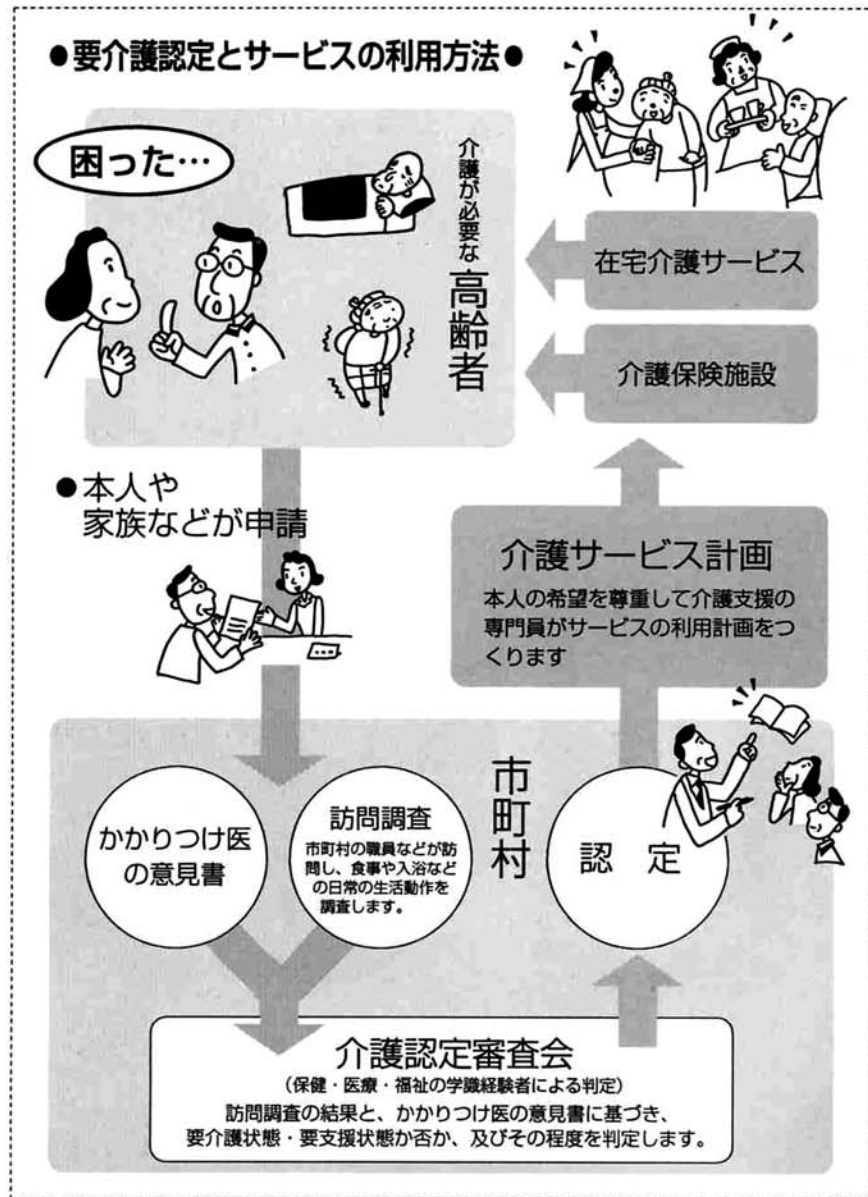 ●要介護認定とサービスの利用方法●
困った…
介護が必要な
高齢者
在宅介護サービス
介護保険施設
●本人や
家族などが申請
介護サービス計画
本人の希望を尊重して介護支援の
専門員がサービスの利用計画をつ
くります
市町村
かかりつけ医
の意見書
訪問調査
市町村の職員などが訪
問し、食事や入浴など
の日常の生活動作を
調査します。
認 定
介護認定審査会
(保健・医療・福祉の学識経験者による判定)
訪問調査の結果と、かかりつけ医の意見書に基づき、
要介護状態・要支援状態か否か、及びその程度を判定します。